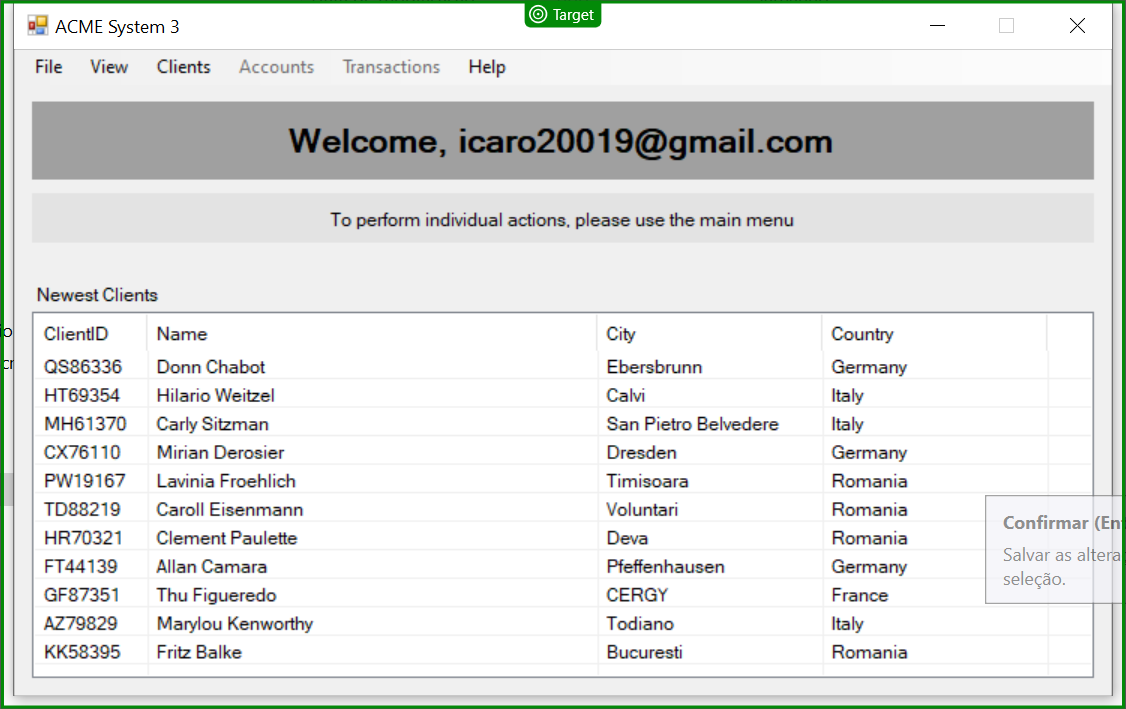 Target
ACME System 3
File View Clients Accounts Transactions Help
Welcome, icaro20019@gmail.com
To perform individual actions, please use the main menu
Newest Clients
ClientID Name City Country
QS86336 Donn Chabot Ebersbrunn Germany
HT69354 Hilario Weitzel Calvi Italy
MH61370 Carly Sitzman San Pietro Belvedere Italy
CX76110 Mirian Derosier Dresden Germany
PW19167 Lavinia Froehlich Timisoara Romania
TD88219 Caroll Eisenmann Voluntari Romania
HR70321 Clement Paulette Deva Romania
FT44139 Allan Camara Pfeffenhausen Germany
GF87351 Thu Figueredo CERGY France
AZ79829 Marylou Kenworthy Todiano Italy
KK58395 Fritz Balke Bucuresti Romania
Confirmar (En
Salvar as altera
seleção.